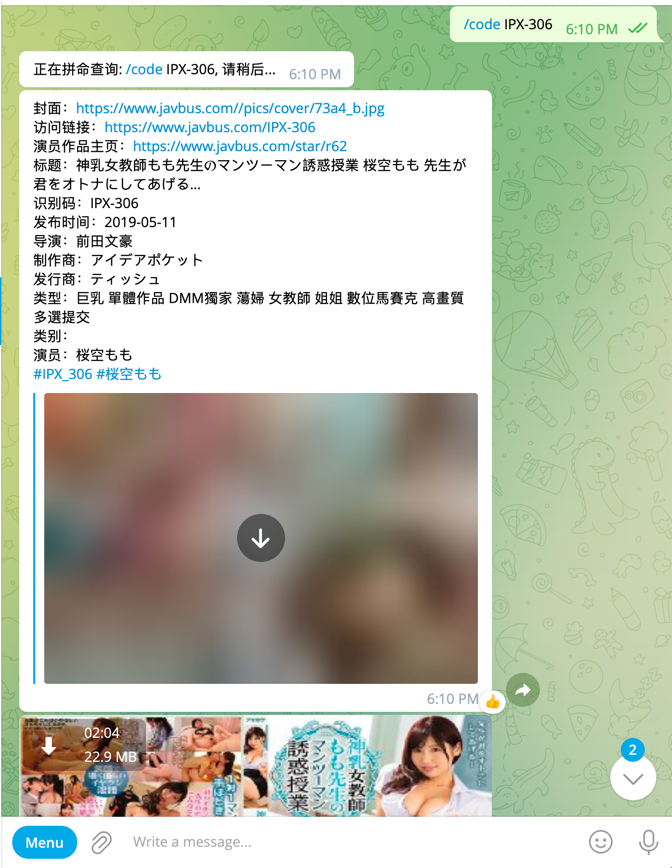 /code IPX-306 6:10 PM
正在拼命查询: /code IPX-306, 请稍后... 6:10 PM
封面：https://www.javbus.com//pics/cover/73a4_b.jpg
访问链接：https://www.javbus.com/IPX-306
演员作品主页：https://www.javbus.com/star/r62
标题：神乳女教師もも先生のマンツーマン誘惑授業 桜空もも 先生が
君をオトナにしてあげる...
识别码：IPX-306
发布时间：2019-05-11
导演：前田文豪
制作商：アイデアポケット
发行商：ティッシュ
类型：巨乳 單體作品 DMM獨家 蕩婦 女教師 姐姐 數位馬賽克 高畫質
多選提交
类别：
演员：桜空もも
#IPX_306 #桜空もも
6:10 PM
02:04
22.9 MB
神乳女教師
もも先生の
マンツーマン
誘惑授業
2
Menu
Write a message...